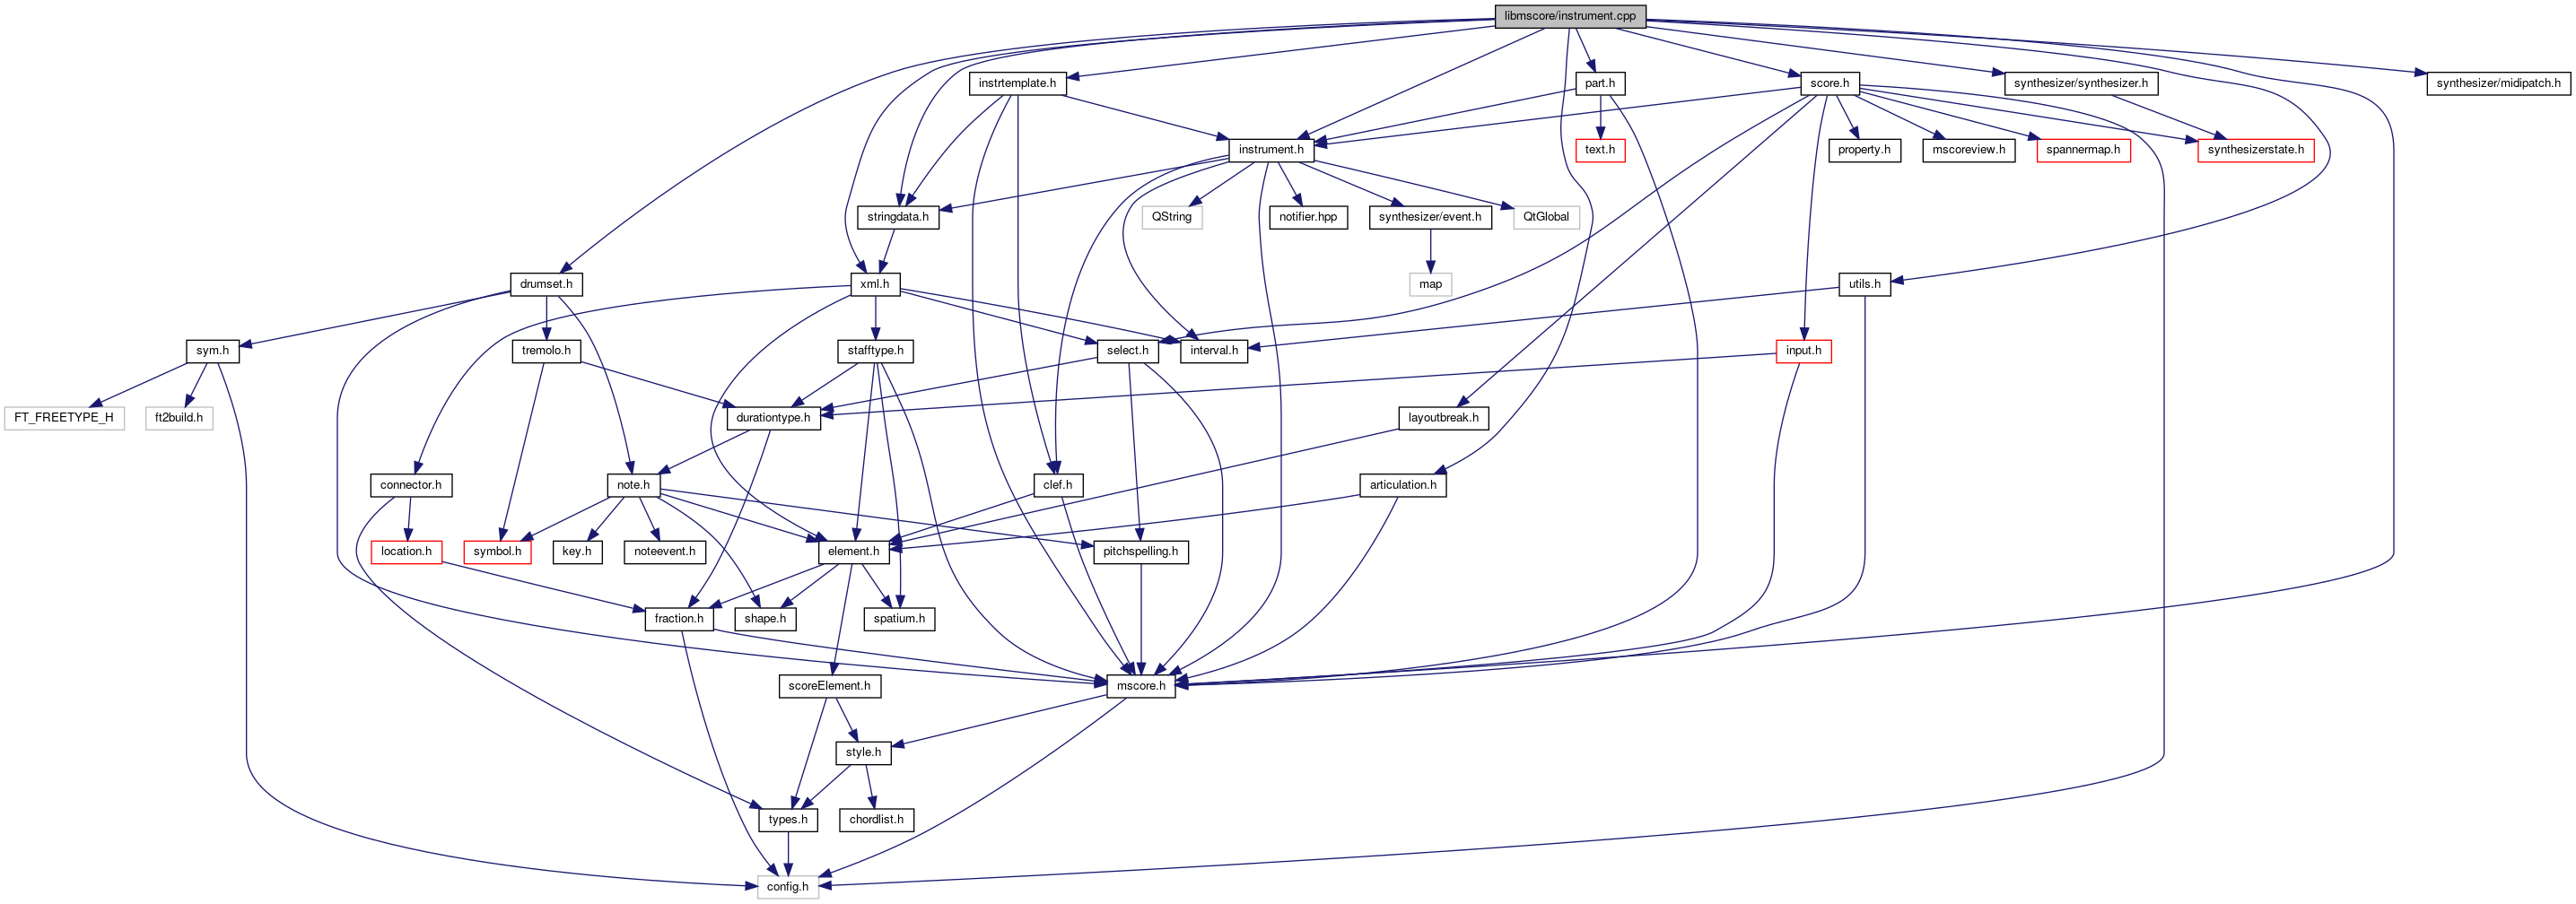 libmscore/instrument.cpp
instrtemplate.h
part.h
score.h
synthesizer/synthesizer.h
synthesizer/midipatch.h
instrument.h
text.h
property.h
mscoreview.h
spannermap.h
synthesizerstate.h
stringdata.h
QString
notifier.hpp
synthesizer/event.h
QtGlobal
drumset.h
xml.h
map
utils.h
sym.h
tremolo.h
stafftype.h
select.h
interval.h
input.h
FT_FREETYPE_H
ft2build.h
durationtype.h
layoutbreak.h
connector.h
note.h
clef.h
articulation.h
location.h
symbol.h
key.h
noteevent.h
element.h
pitchspelling.h
fraction.h
shape.h
spatium.h
scoreElement.h
mscore.h
style.h
types.h
chordlist.h
config.h